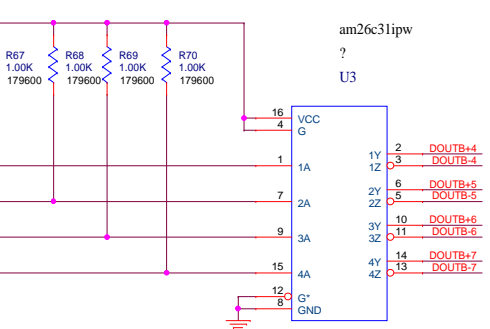 am26c31ipw
?
U3
R67 R68 R69 R70
1.00K 1.00K 1.00K 1.00K
179600 179600 179600 179600
16 VCC
4 G
1 1A
7 2A
9 3A
15 4A
12 G*
8 GND
1Y 2 DOUTB+4
1Z 3 DOUTB-4
2Y 6 DOUTB+5
2Z 5 DOUTB-5
3Y 10 DOUTB+6
3Z 11 DOUTB-6
4Y 14 DOUTB+7
4Z 13 DOUTB-7